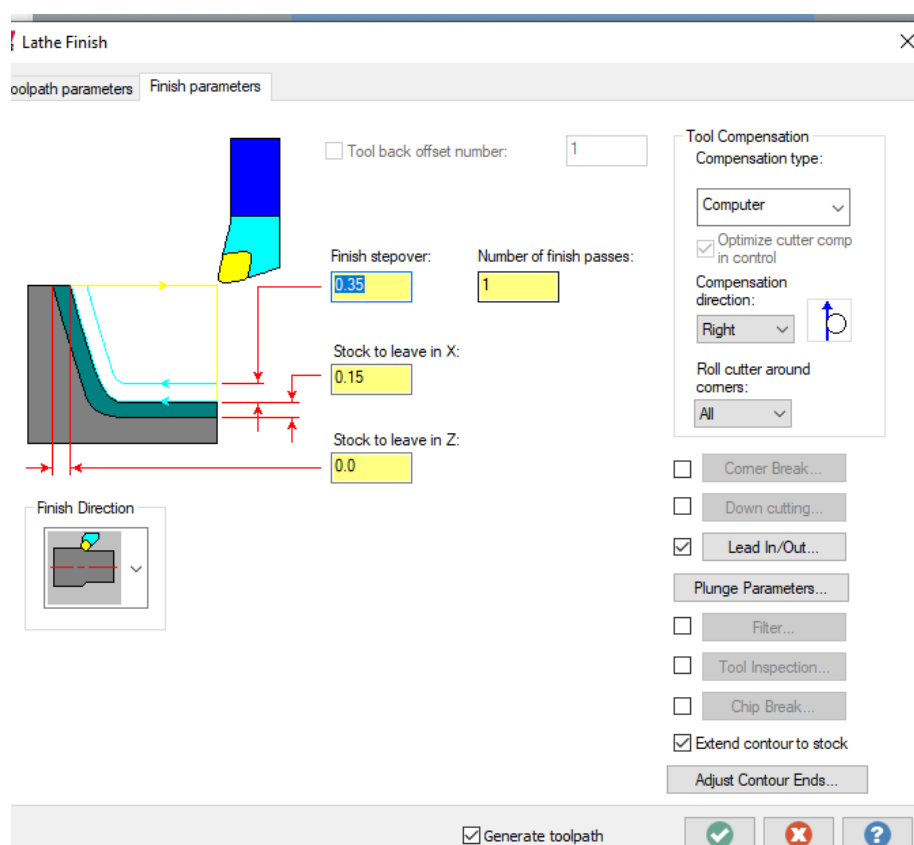 Lathe Finish
oolpath parameters
Finish parameters
Tool back offset number:
1
Finish stepover:
Number of finish passes:
0.35
1
Stock to leave in X:
0.15
Stock to leave in Z:
0.0
Finish Direction
Tool Compensation
Compensation type:
Computer
Optimize cutter comp
in control
Compensation
direction:
Right
Roll cutter around
corners:
All
Corner Break...
Down cutting...
Lead In/Out...
Plunge Parameters...
Filter...
Tool Inspection...
Chip Break...
Extend contour to stock
Adjust Contour Ends...
Generate toolpath